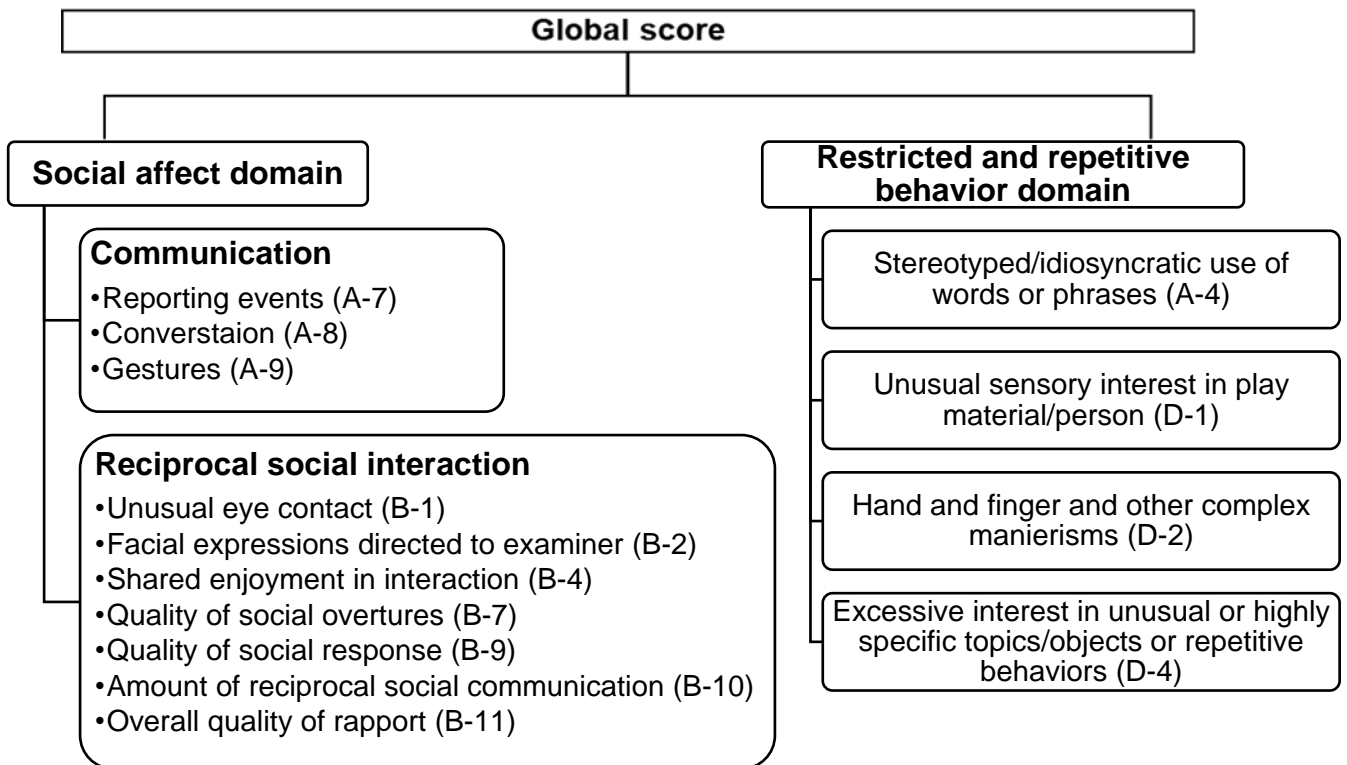 Global score
Social affect domain
Communication
•Reporting events (A-7)
•Converstaion (A-8)
•Gestures (A-9)
Reciprocal social interaction
•Unusual eye contact (B-1)
•Facial expressions directed to examiner (B-2)
•Shared enjoyment in interaction (B-4)
•Quality of social overtures (B-7)
•Quality of social response (B-9)
•Amount of reciprocal social communication (B-10)
•Overall quality of rapport (B-11)
Restricted and repetitive
behavior domain
Stereotyped/idiosyncratic use of
words or phrases (A-4)
Unusual sensory interest in play
material/person (D-1)
Hand and finger and other complex
manierisms (D-2)
Excessive interest in unusual or highly
specific topics/objects or repetitive
behaviors (D-4)